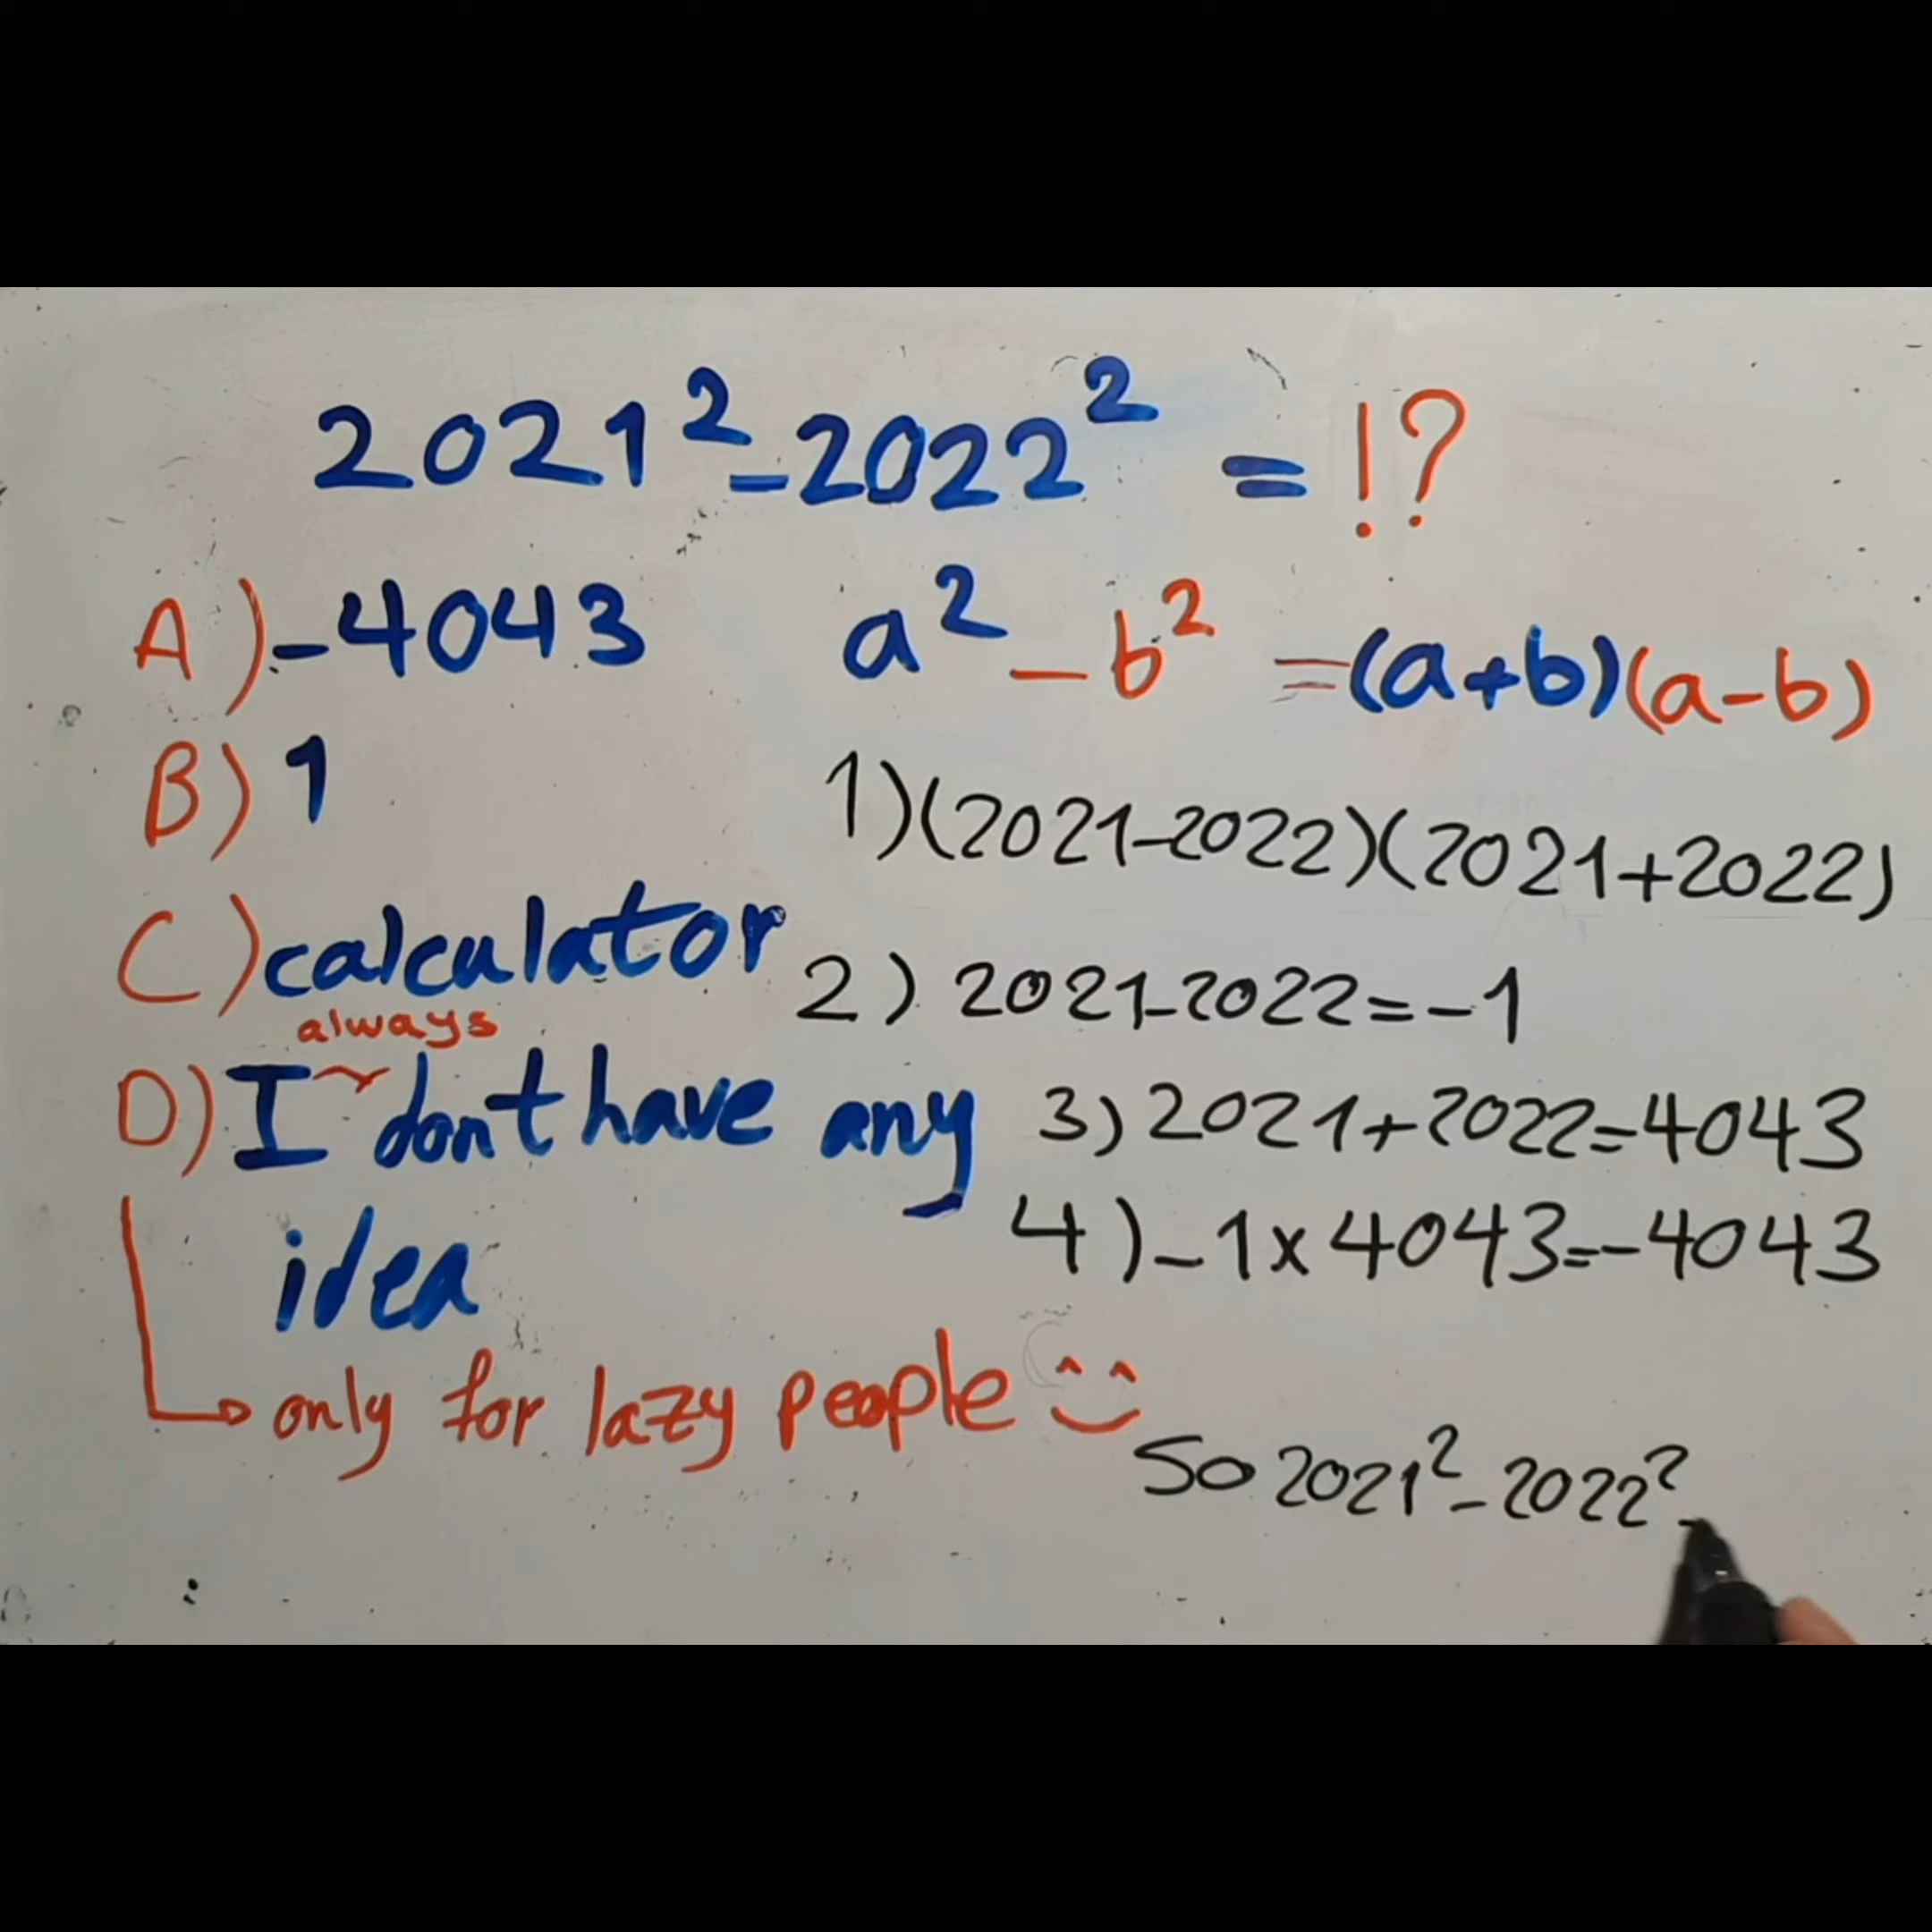 2021² - 2022² = !?
A) -4043
a² - b² = (a+b)(a-b)
B) 1
1) (2021-2022)(2021+2022)
C) calculator
2) 2021-2022=-1
always
D) I dont have any
3) 2021+2022=4043
idea
4) -1x4043=-4043
only for lazy people
So 2021² - 2022² -